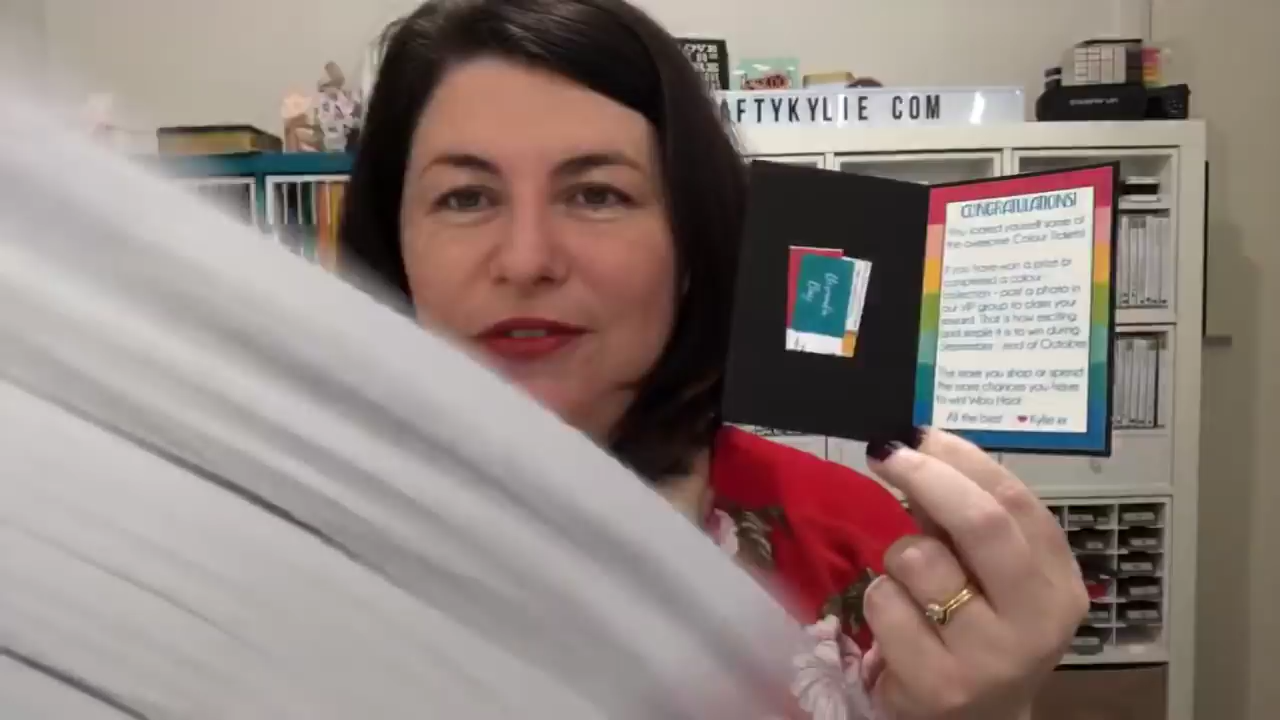 LOVE
AFTYKYLIE COM
CONGRATULATIONS!
You scored yourself some of
the awesome Colour Tickets!
If you have won a prize or
completed a colour
collection - post a photo in
our VIP group to claim your
reward. That is how exciting
and simple it is to win during
September - end of October.
The more you shop or spend
the more chances you have
to win! Woo Hoo!
All the best Kylie xx